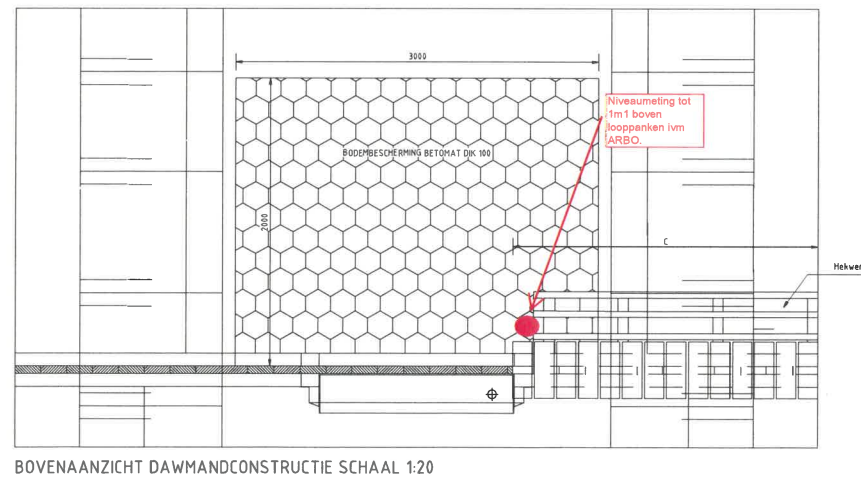 3000
Niveaumeting tot
1m1 boven
looppanken ivm
ARBO.
BODEMBESCHERMING BETOMAT DIK 100
2000
C
Hekwer
BOVENAANZICHT DAWMANDCONSTRUCTIE SCHAAL 1:20